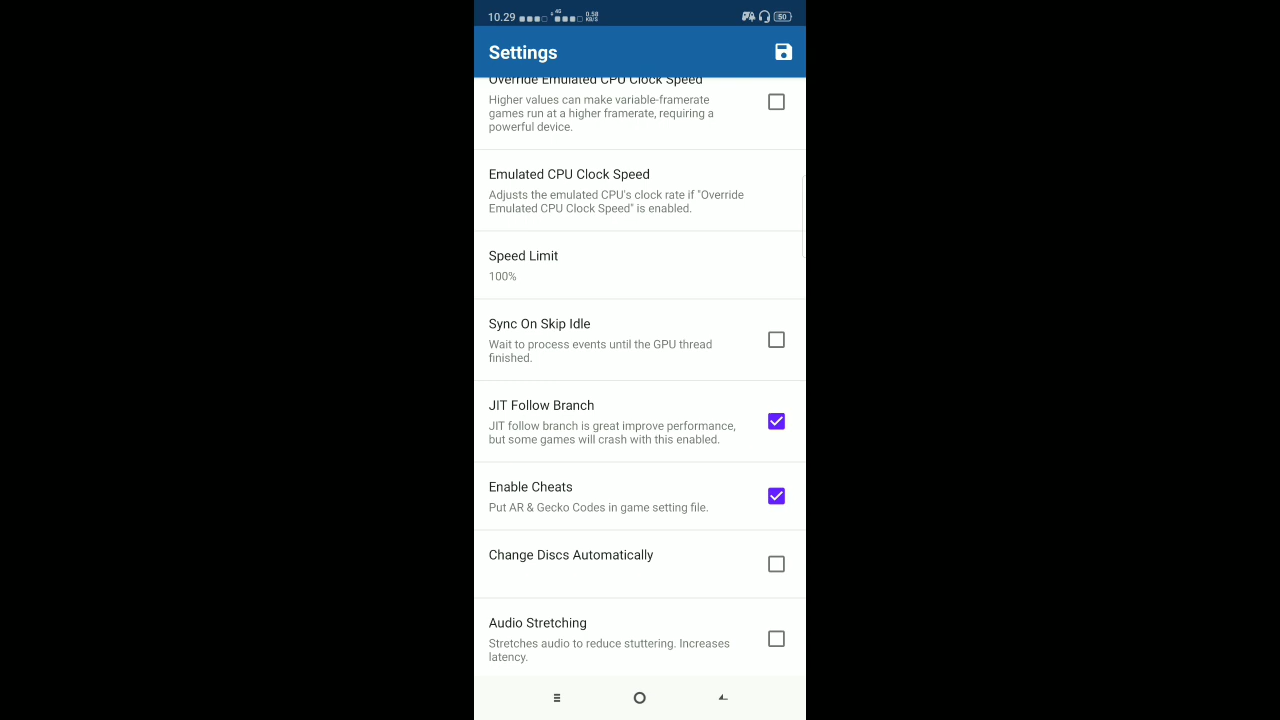 10.29 4G 0.58 KB/S 50
Settings
Override Emulated CPU Clock Speed
Higher values can make variable-framerate
games run at a higher framerate, requiring a
powerful device.
Emulated CPU Clock Speed
Adjusts the emulated CPU's clock rate if "Override
Emulated CPU Clock Speed" is enabled.
Speed Limit
100%
Sync On Skip Idle
Wait to process events until the GPU thread
finished.
JIT Follow Branch
JIT follow branch is great improve performance,
but some games will crash with this enabled.
Enable Cheats
Put AR & Gecko Codes in game setting file.
Change Discs Automatically
Audio Stretching
Stretches audio to reduce stuttering. Increases
latency.